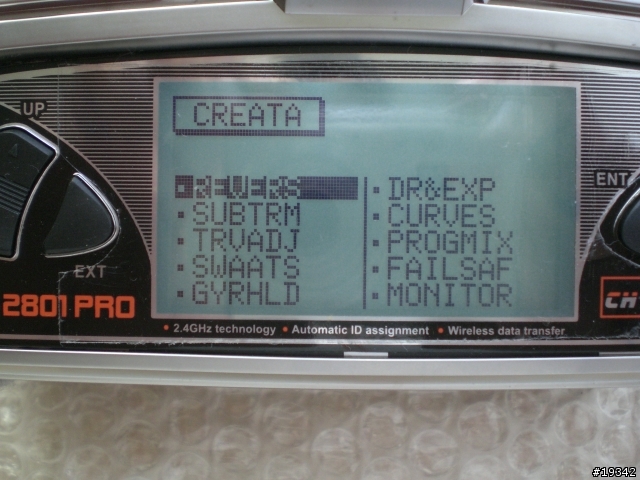 UP
CREATA
REVERS
DR&EXP
SUBTRM
CURVES
TRVADJ
PROGMIX
SWAATS
FAILSAF
GYRHLD
MONITOR
ENT
EXT
2801 PRO
CH
• 2.4GHz technology • Automatic ID assignment • Wireless data transfer
#19342